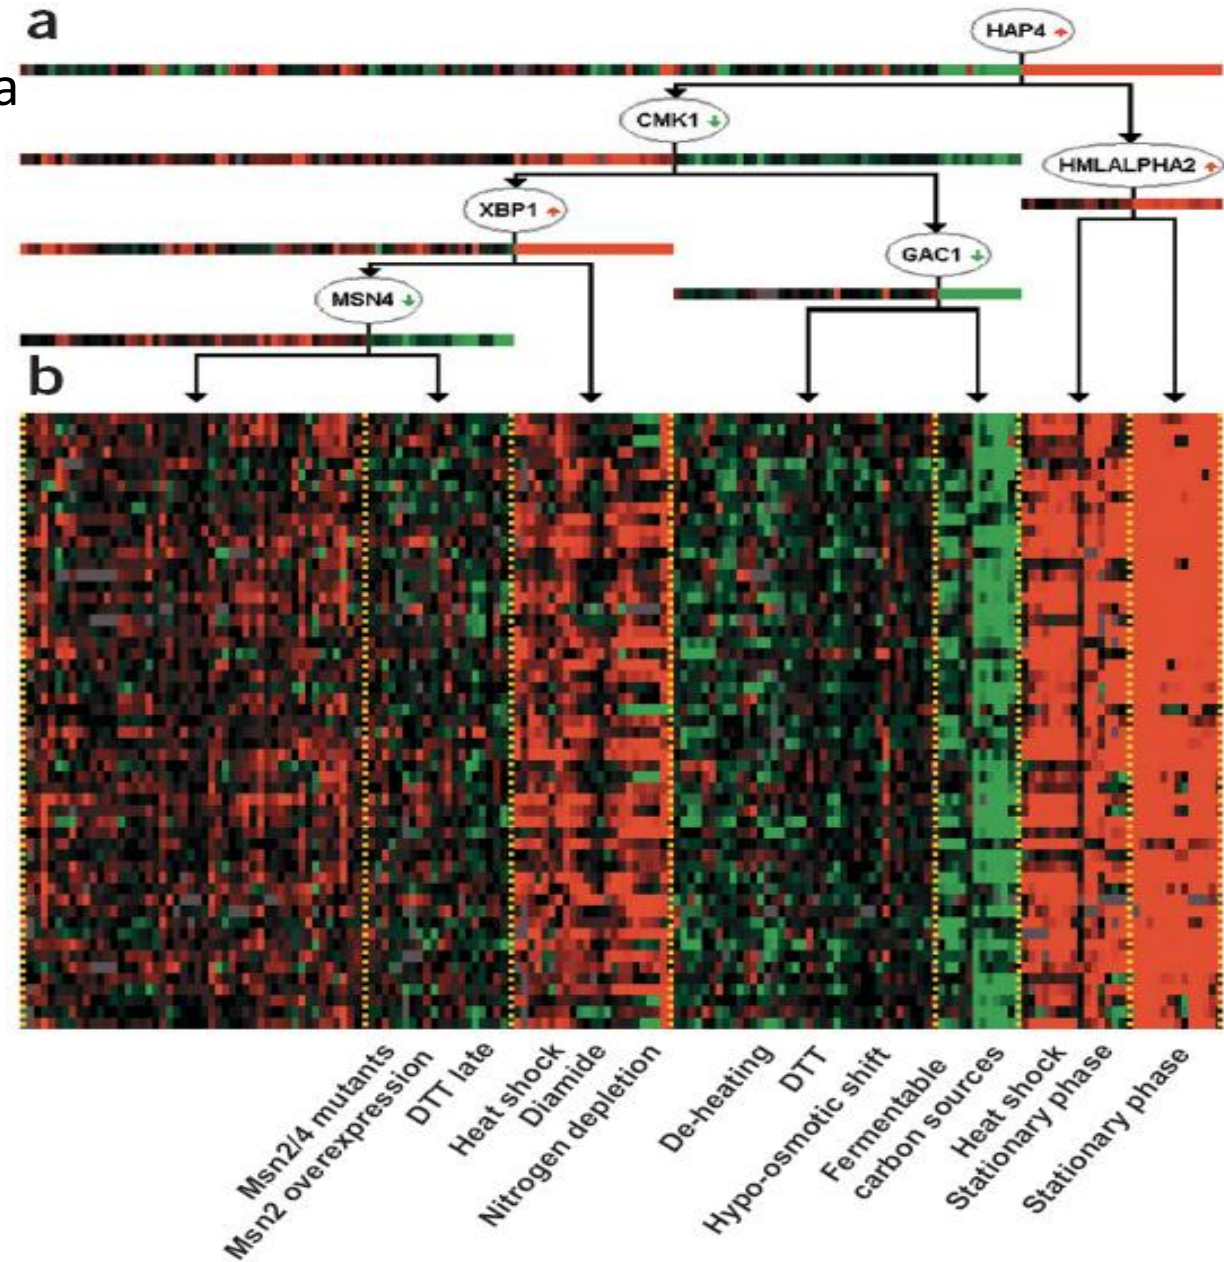 a
HAP4
a
CMK1
HMLALPHA2
XBP1
GAC1
MSN4
b
Msn2/4 mutants
Msn2 overexpression
DTT late
Heat shock
Diamide
Nitrogen depletion
De-heating
DTT
Hypo-osmotic shift
Fermentable
carbon sources
Heat shock
Stationary phase
Stationary phase